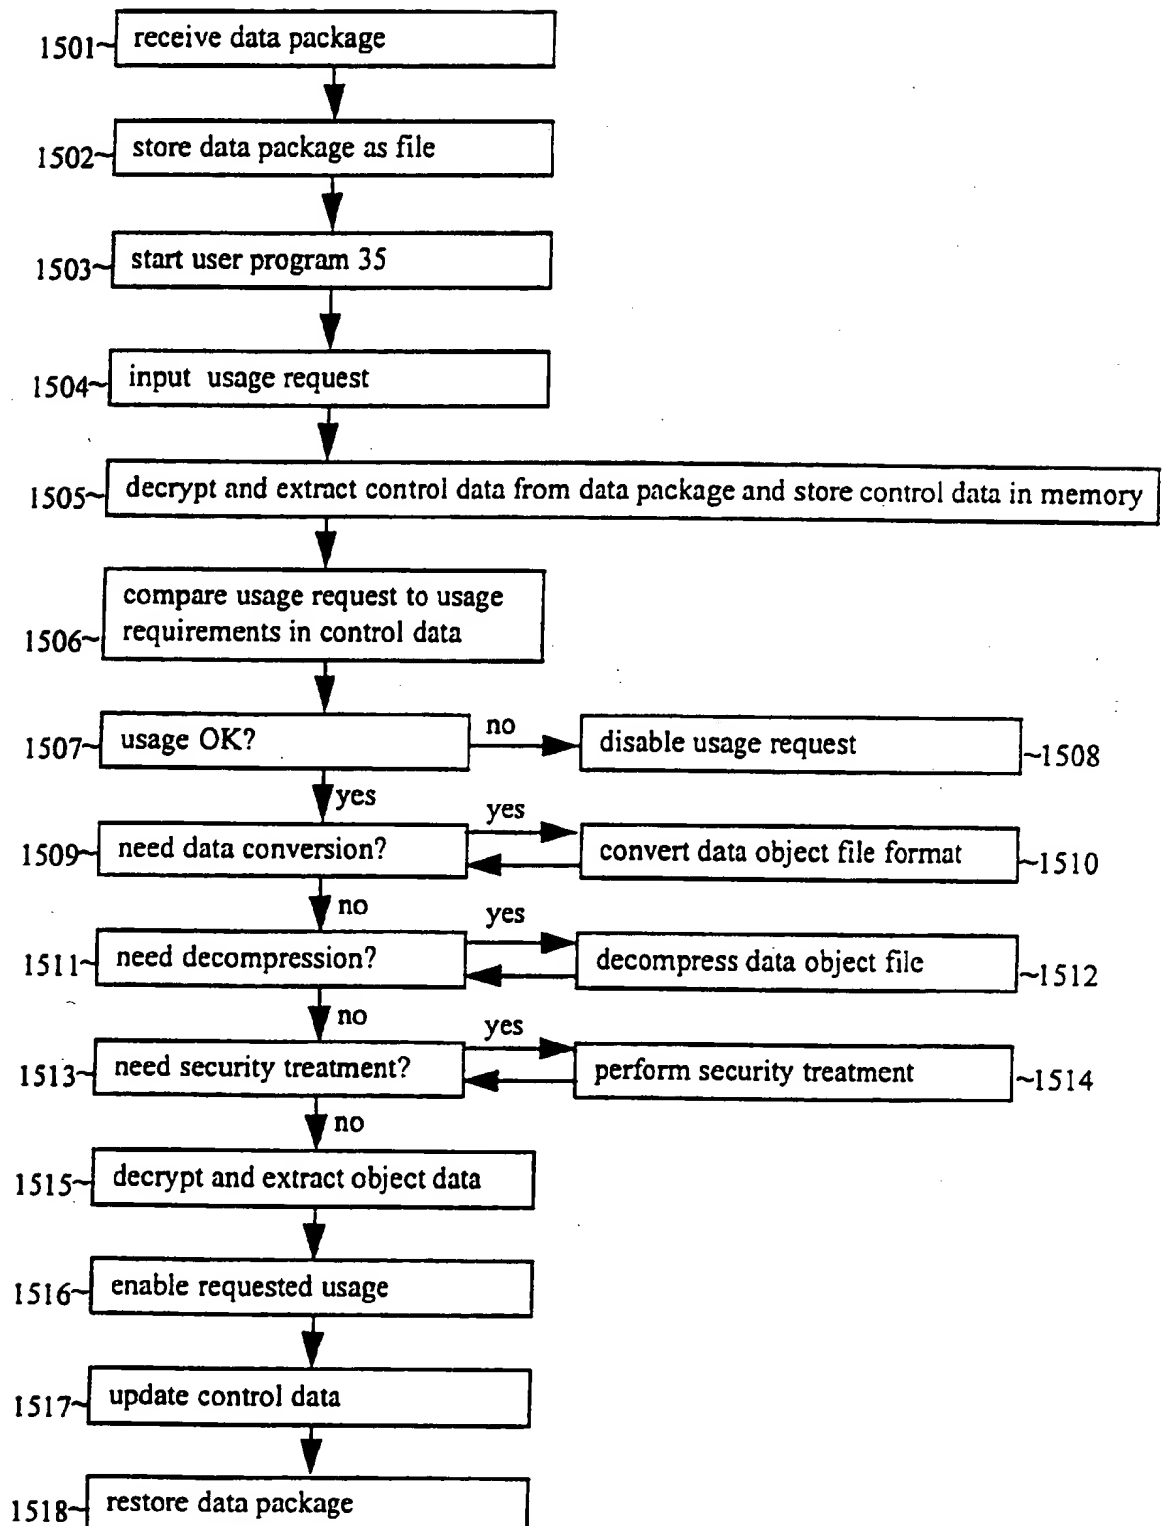 1501~ receive data package
1502~ store data package as file
1503~ start user program 35
1504~ input usage request
1505~ decrypt and extract control data from data package and store control data in memory
compare usage request to usage
1506~ requirements in control data
1507~ usage OK? no disable usage request ~1508
yes yes
1509~ need data conversion? convert data object file format ~1510
no yes
1511~ need decompression? decompress data object file ~1512
no yes
1513~ need security treatment? perform security treatment ~1514
no
1515~ decrypt and extract object data
1516~ enable requested usage
1517~ update control data
1518~ restore data package